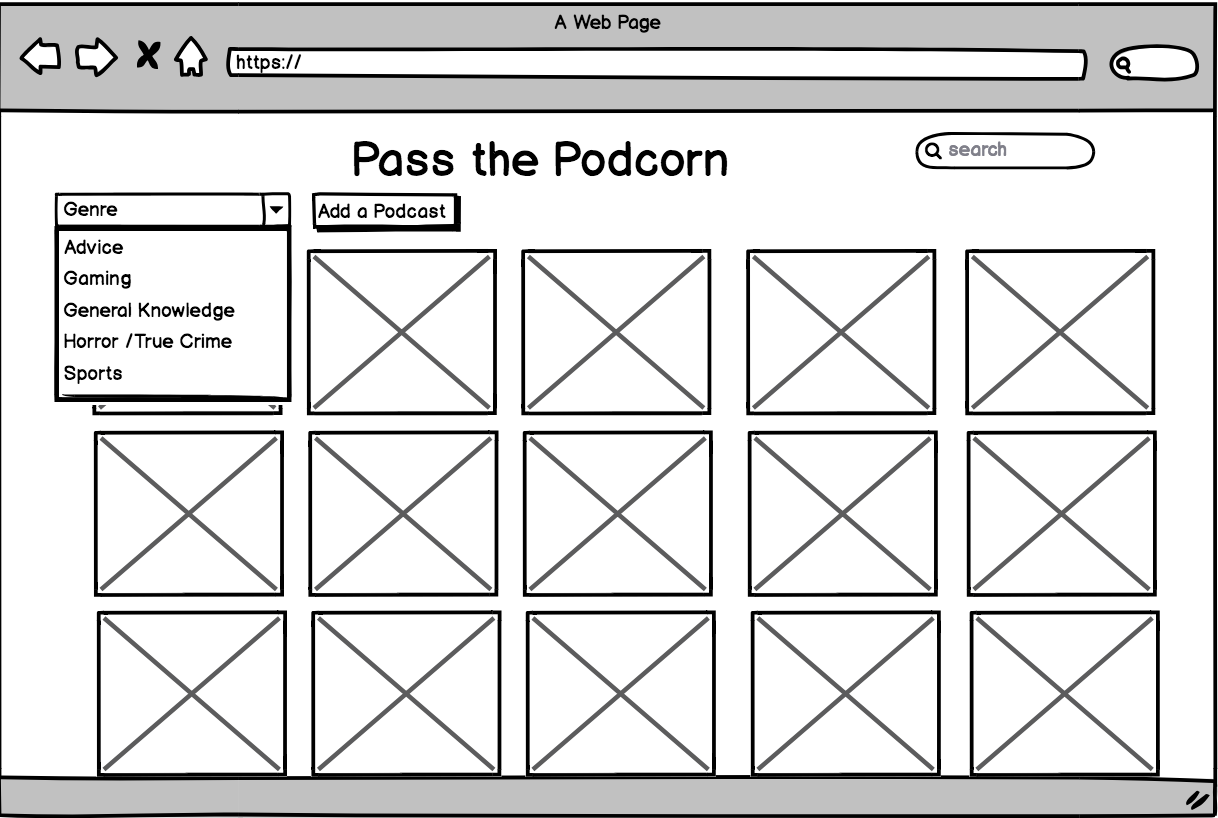 A Web Page
https://
Pass the Podcorn
search
Genre
Add a Podcast
Advice
Gaming
General Knowledge
Horror /True Crime
Sports